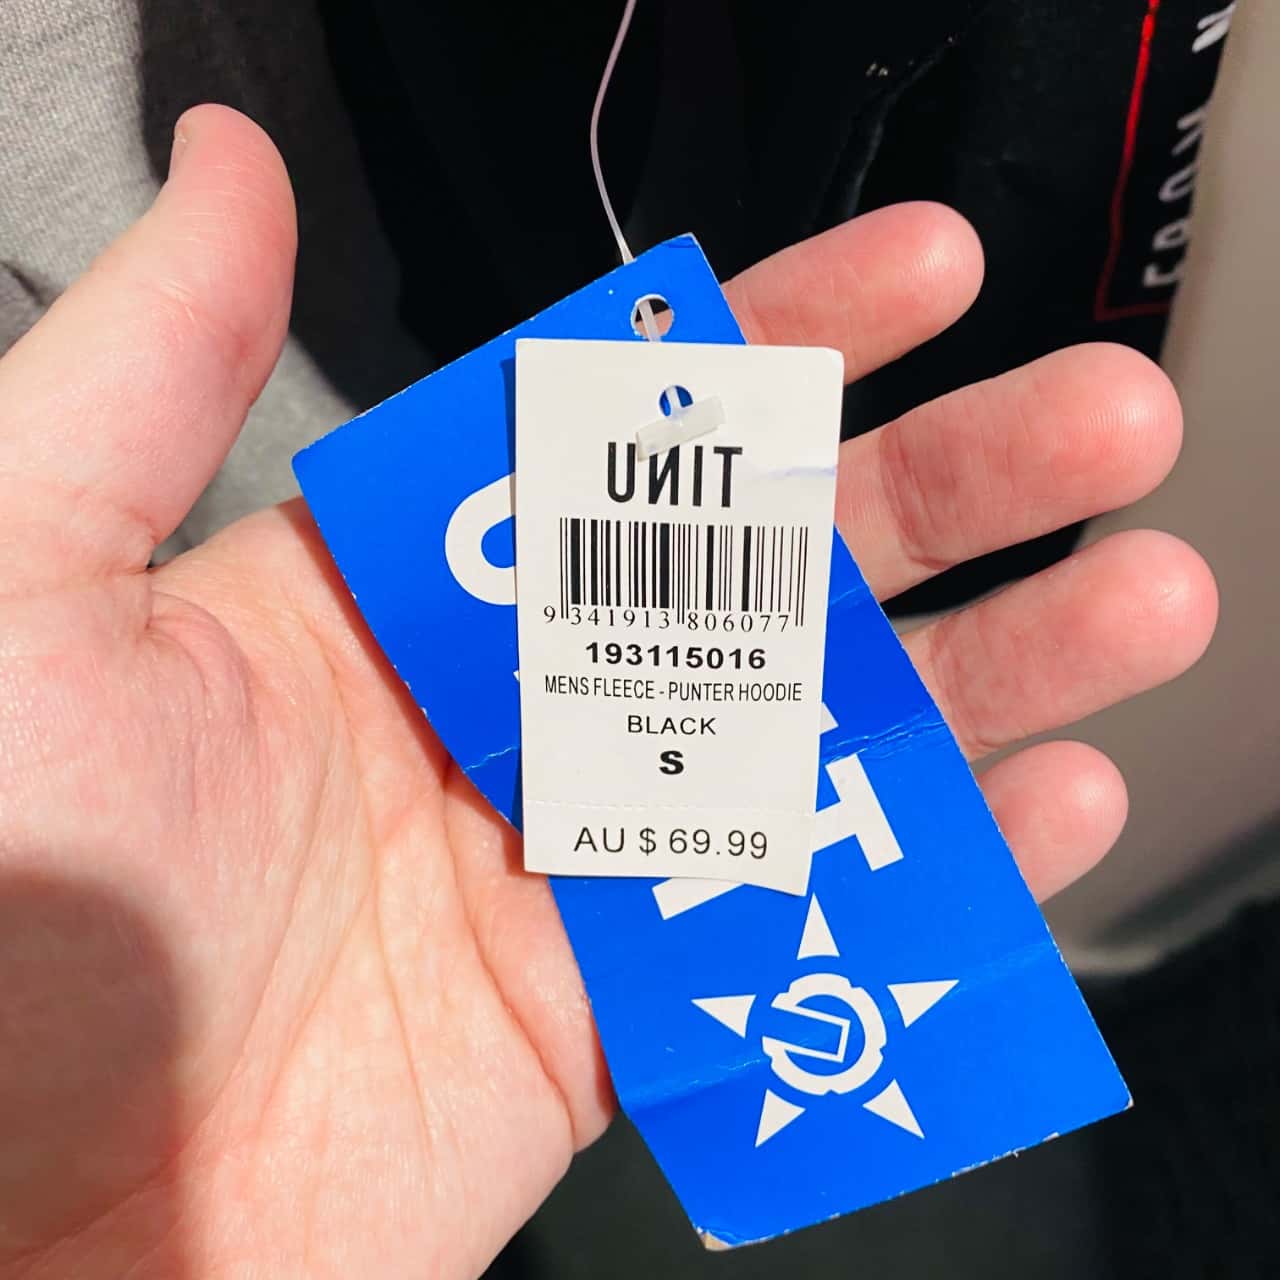 UNIT
9 341913 806077
193115016
MENS FLEECE - PUNTER HOODIE
BLACK
S
AU $ 69.99